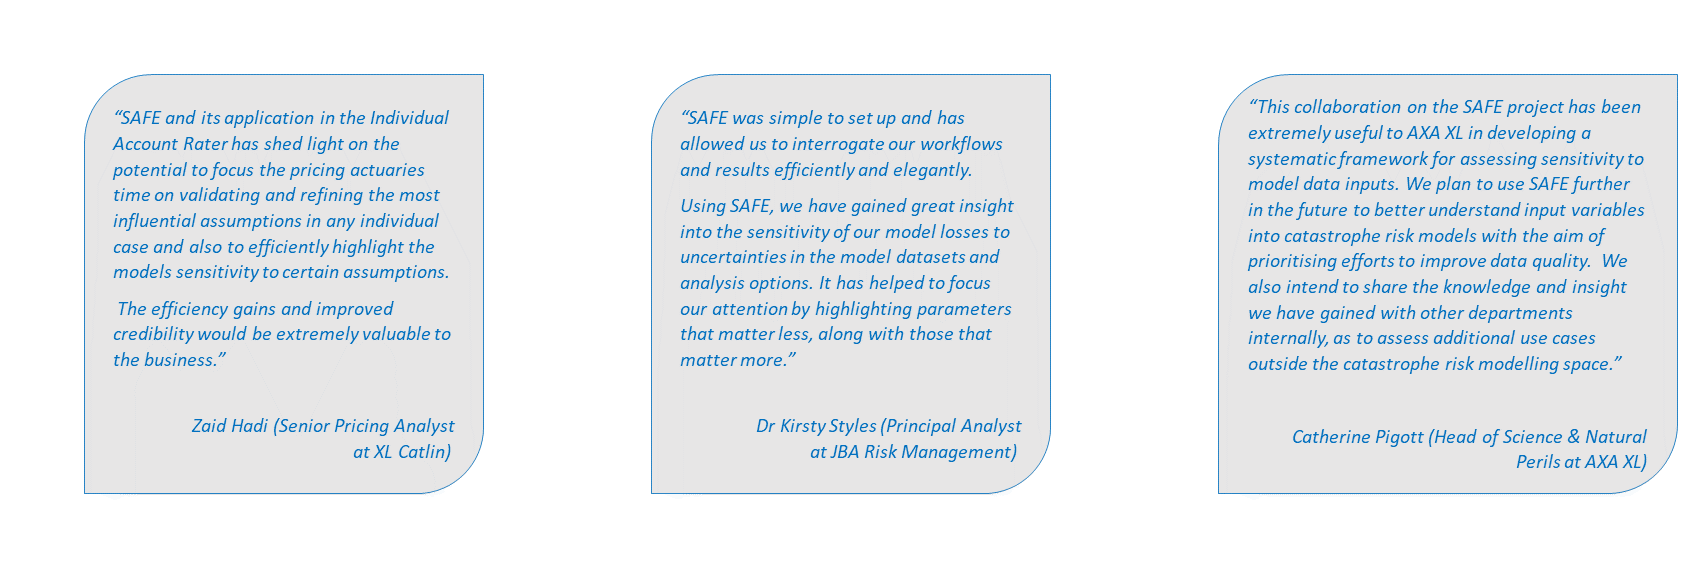 “SAFE and its application in the Individual
Account Rater has shed light on the
potential to focus the pricing actuaries
time on validating and refining the most
influential assumptions in any individual
case and also to efficiently highlight the
models sensitivity to certain assumptions.
The efficiency gains and improved
credibility would be extremely valuable to
the business.”
Zaid Hadi (Senior Pricing Analyst
at XL Catlin)
“SAFE was simple to set up and has
allowed us to interrogate our workflows
and results efficiently and elegantly.
Using SAFE, we have gained great insight
into the sensitivity of our model losses to
uncertainties in the model datasets and
analysis options. It has helped to focus
our attention by highlighting parameters
that matter less, along with those that
matter more.”
Dr Kirsty Styles (Principal Analyst
at JBA Risk Management)
“This collaboration on the SAFE project has been
extremely useful to AXA XL in developing a
systematic framework for assessing sensitivity to
model data inputs. We plan to use SAFE further
in the future to better understand input variables
into catastrophe risk models with the aim of
prioritising efforts to improve data quality.  We
also intend to share the knowledge and insight
we have gained with other departments
internally, as to assess additional use cases
outside the catastrophe risk modelling space.”
Catherine Pigott (Head of Science & Natural
Perils at AXA XL)